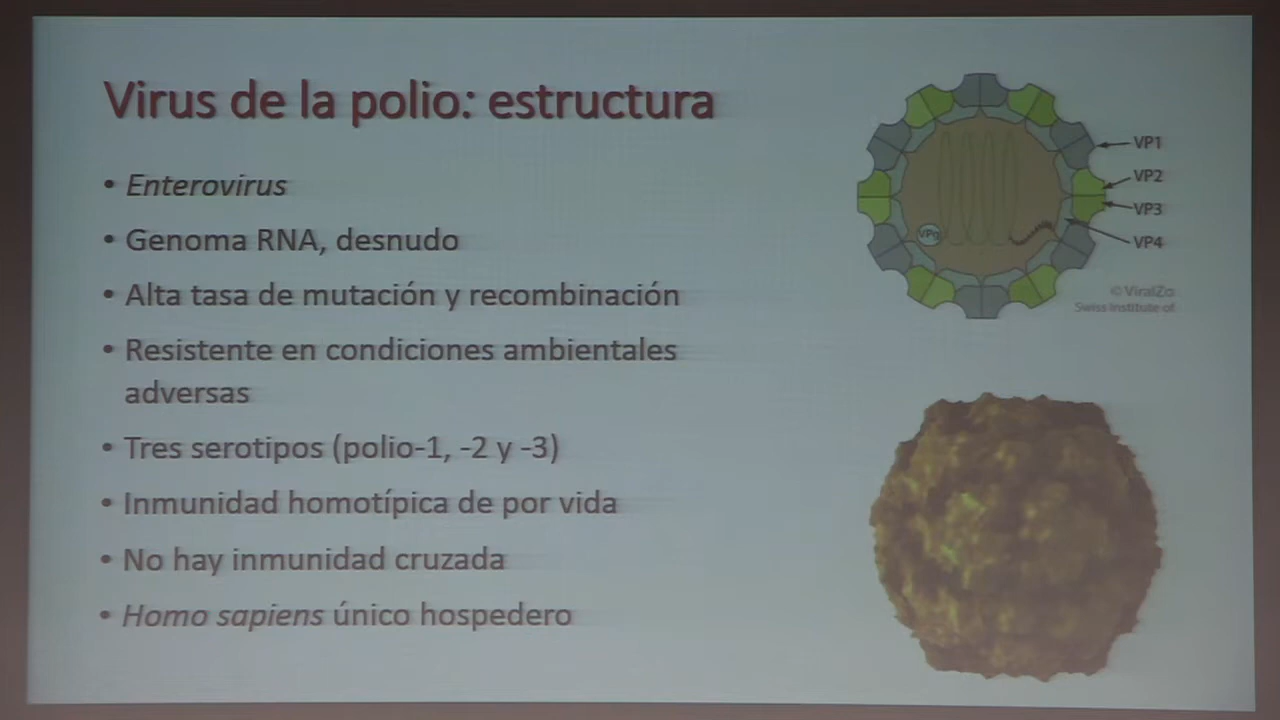 Virus de la polio: estructura
• Enterovirus
• Genoma RNA, desnudo
• Alta tasa de mutación y recombinación
• Resistente en condiciones ambientales
adversas
• Tres serotipos (polio-1, -2 y -3)
• Inmunidad homotípica de por vida
• No hay inmunidad cruzada
• Homo sapiens único hospedero
VP1
VP2
VP3
VP4
VPg
© ViralZo
Swiss Institute of